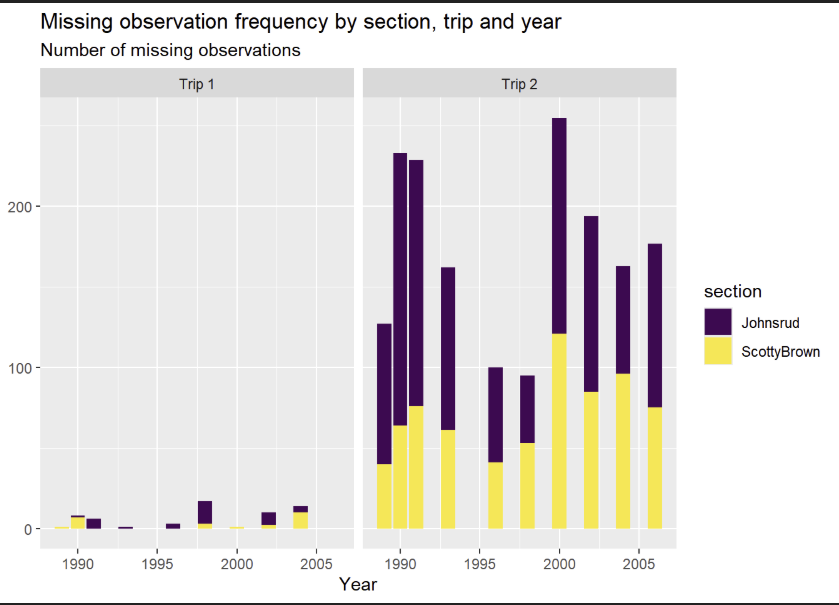 Missing observation frequency by section, trip and year
Number of missing observations
Trip 1
Trip 2
200
100
0
1990 1995 2000 2005
1990 1995 2000 2005
Year
section
Johnsrud
ScottyBrown